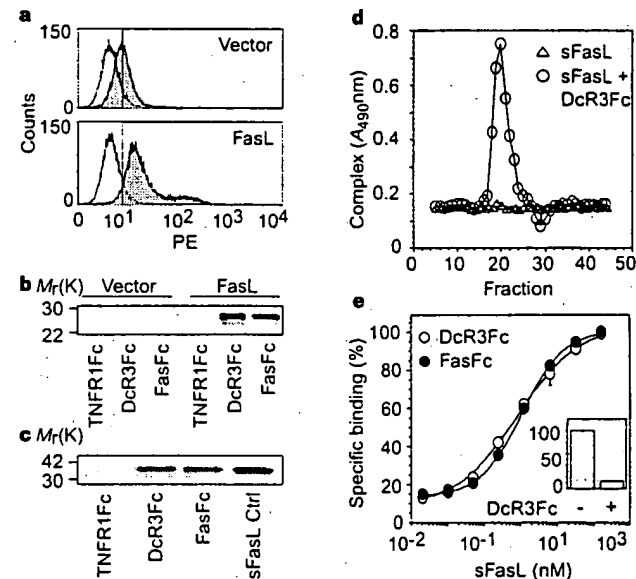 a
150
Vector
0
150
FasL
0
Counts
0 10¹ 10² 10³ 10⁴
PE
b Mr(K) Vector FasL
30
22
TNFR1Fc
DcR3Fc
FasFc
TNFR1Fc
DcR3Fc
FasFc
c Mr(K)
42
30
TNFR1Fc
DcR3Fc
FasFc
sFasL Ctrl
d
0.8
0.6
0.4
0.2
0
Complex (A490nm)
sFasL
sFasL +
DcR3Fc
0 10 20 30 40 50
Fraction
e
100
80
60
40
20
0
Specific binding (%)
DcR3Fc
FasFc
100
50
0
DcR3Fc - +
10-2 10-1 101 103
sFasL (nM)